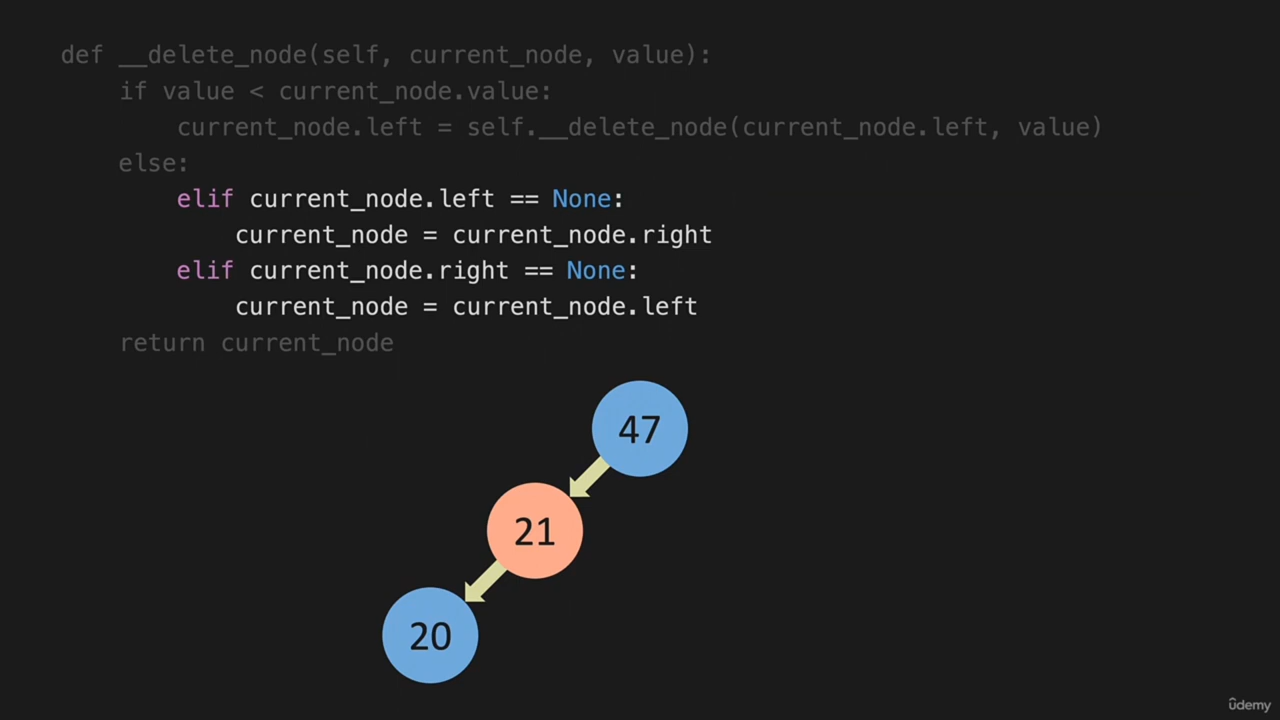 def __delete_node(self, current_node, value):
    if value < current_node.value:
        current_node.left = self.__delete_node(current_node.left, value)
    else:
        elif current_node.left == None:
            current_node = current_node.right
        elif current_node.right == None:
            current_node = current_node.left
    return current_node
47
21
20
ûdemy